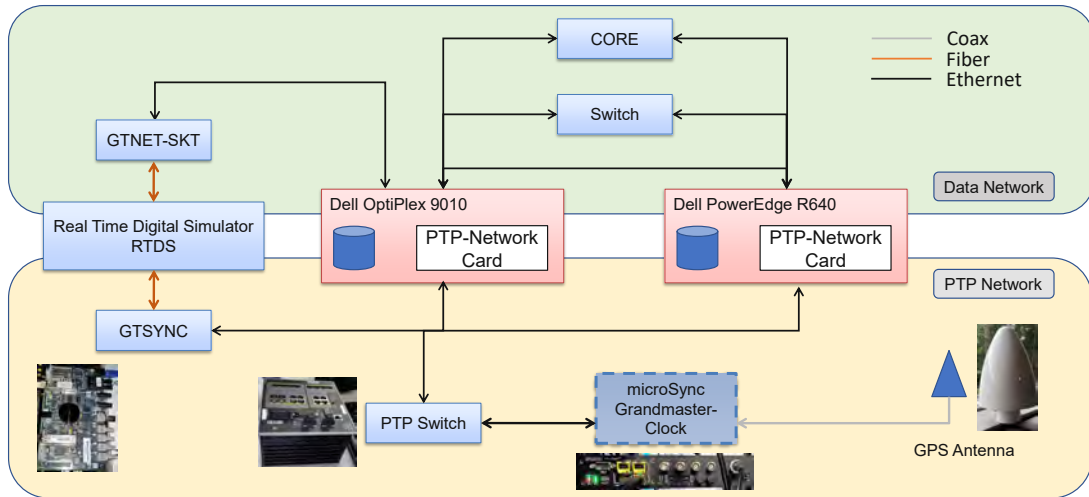 CORE
Coax
Fiber
Ethernet
Switch
GTNET-SKT
Data Network
Real Time Digital Simulator
RTDS
Dell OptiPlex 9010
PTP-Network
Card
Dell PowerEdge R640
PTP-Network
Card
PTP Network
GTSYNC
microSync
Grandmaster-
Clock
PTP Switch
GPS Antenna